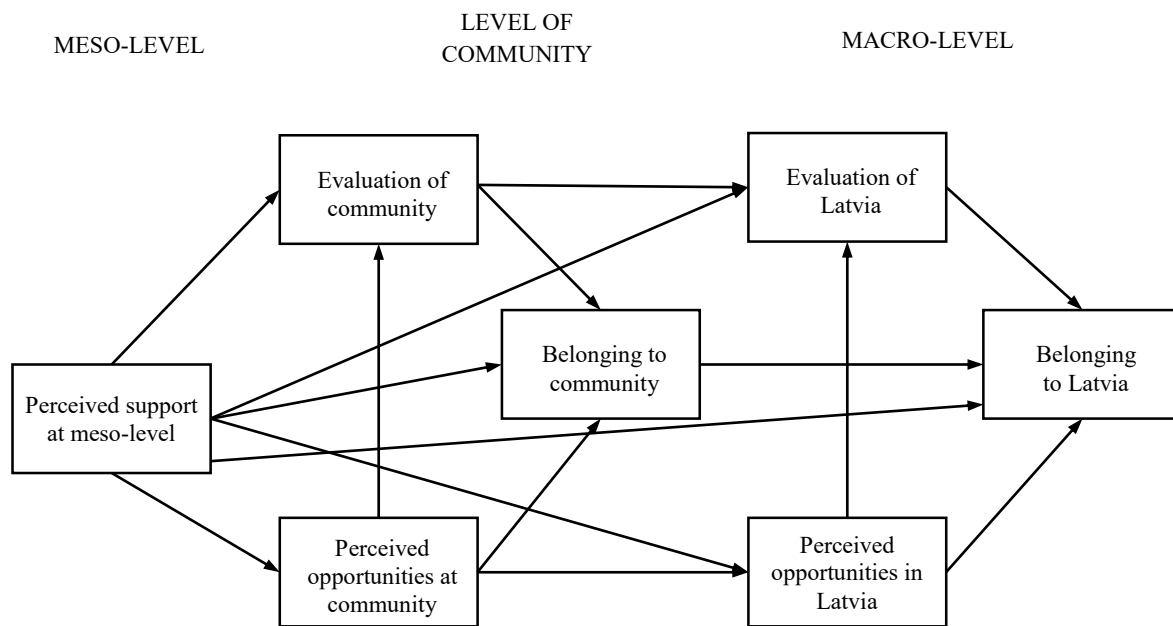 MESO-LEVEL
LEVEL OF
COMMUNITY
MACRO-LEVEL
Evaluation of
community
Evaluation of
Latvia
Belonging to
community
Belonging
to Latvia
Perceived support
at meso-level
Perceived
opportunities at
community
Perceived
opportunities in
Latvia